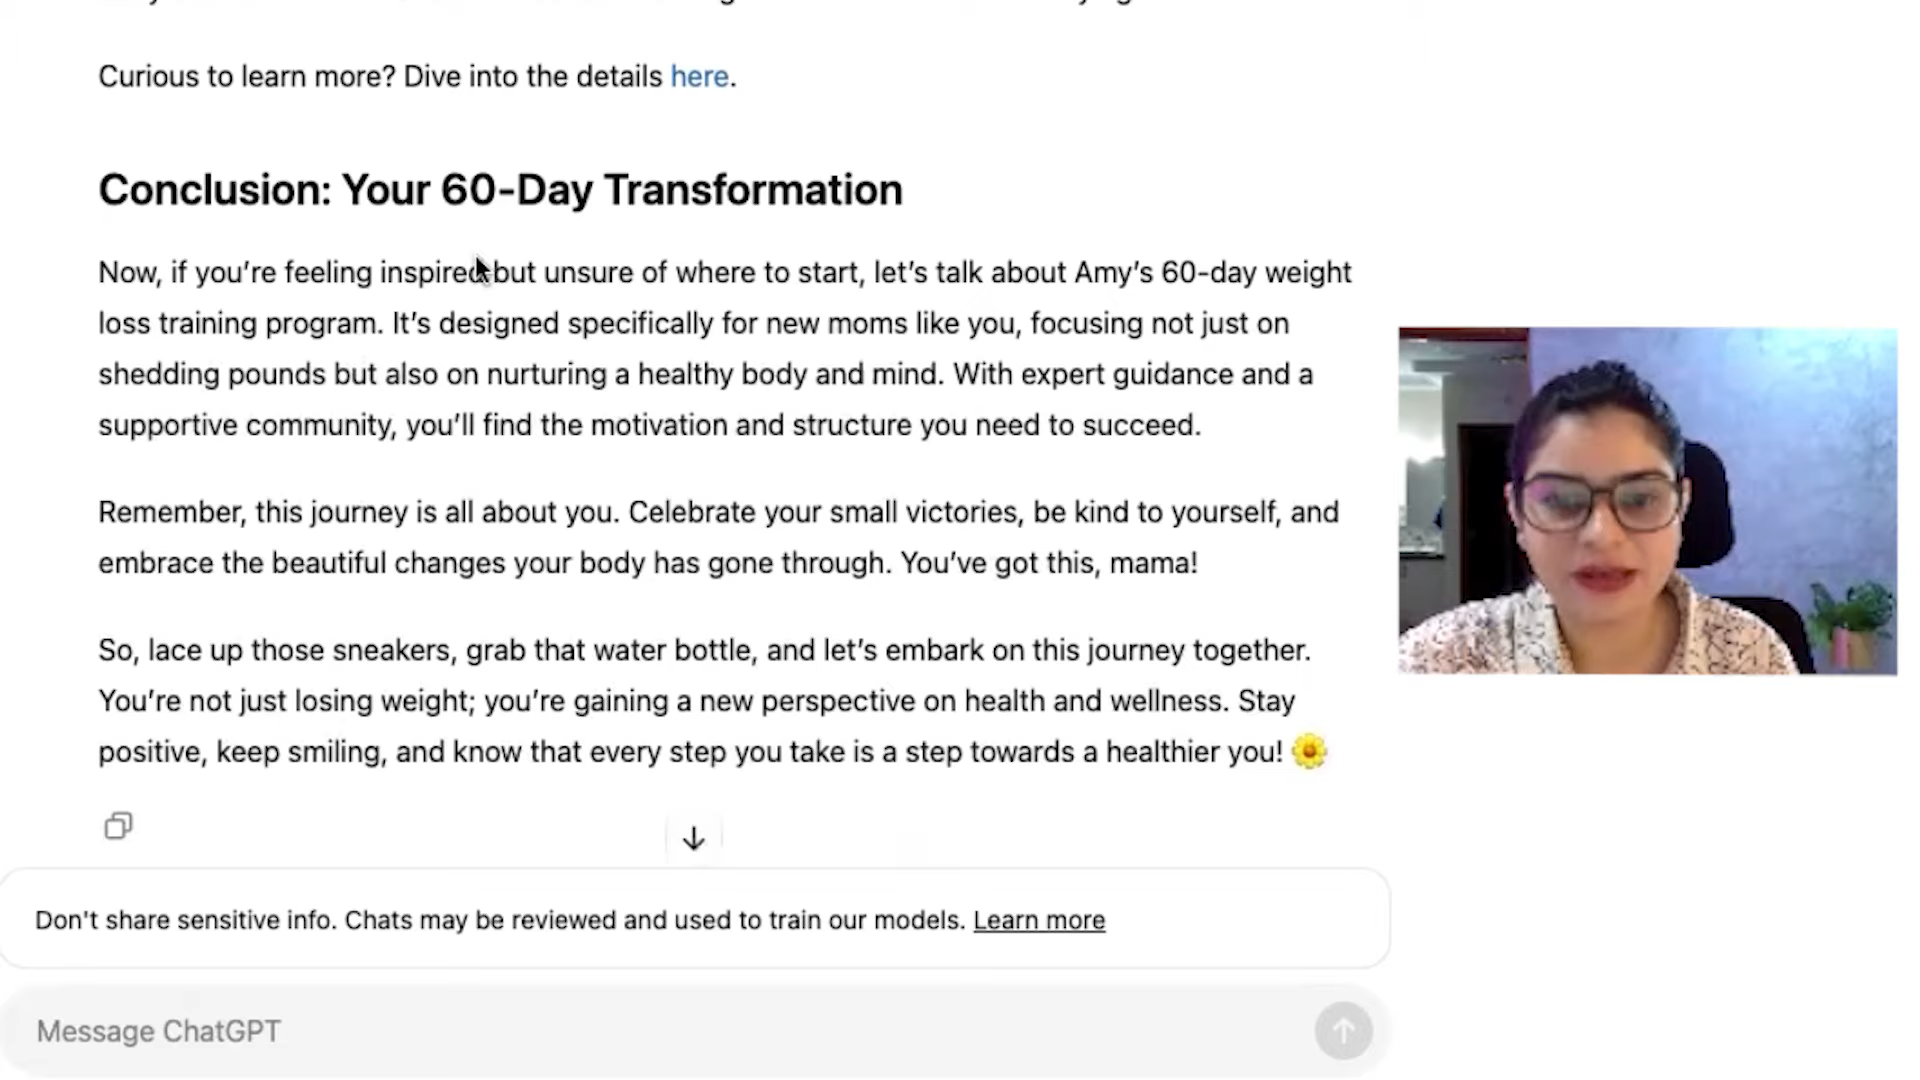 Curious to learn more? Dive into the details here.
Conclusion: Your 60-Day Transformation
Now, if you’re feeling inspired but unsure of where to start, let’s talk about Amy’s 60-day weight
loss training program. It’s designed specifically for new moms like you, focusing not just on
shedding pounds but also on nurturing a healthy body and mind. With expert guidance and a
supportive community, you’ll find the motivation and structure you need to succeed.
Remember, this journey is all about you. Celebrate your small victories, be kind to yourself, and
embrace the beautiful changes your body has gone through. You’ve got this, mama!
So, lace up those sneakers, grab that water bottle, and let’s embark on this journey together.
You’re not just losing weight; you’re gaining a new perspective on health and wellness. Stay
positive, keep smiling, and know that every step you take is a step towards a healthier you! 🌼
Don't share sensitive info. Chats may be reviewed and used to train our models. Learn more
Message ChatGPT